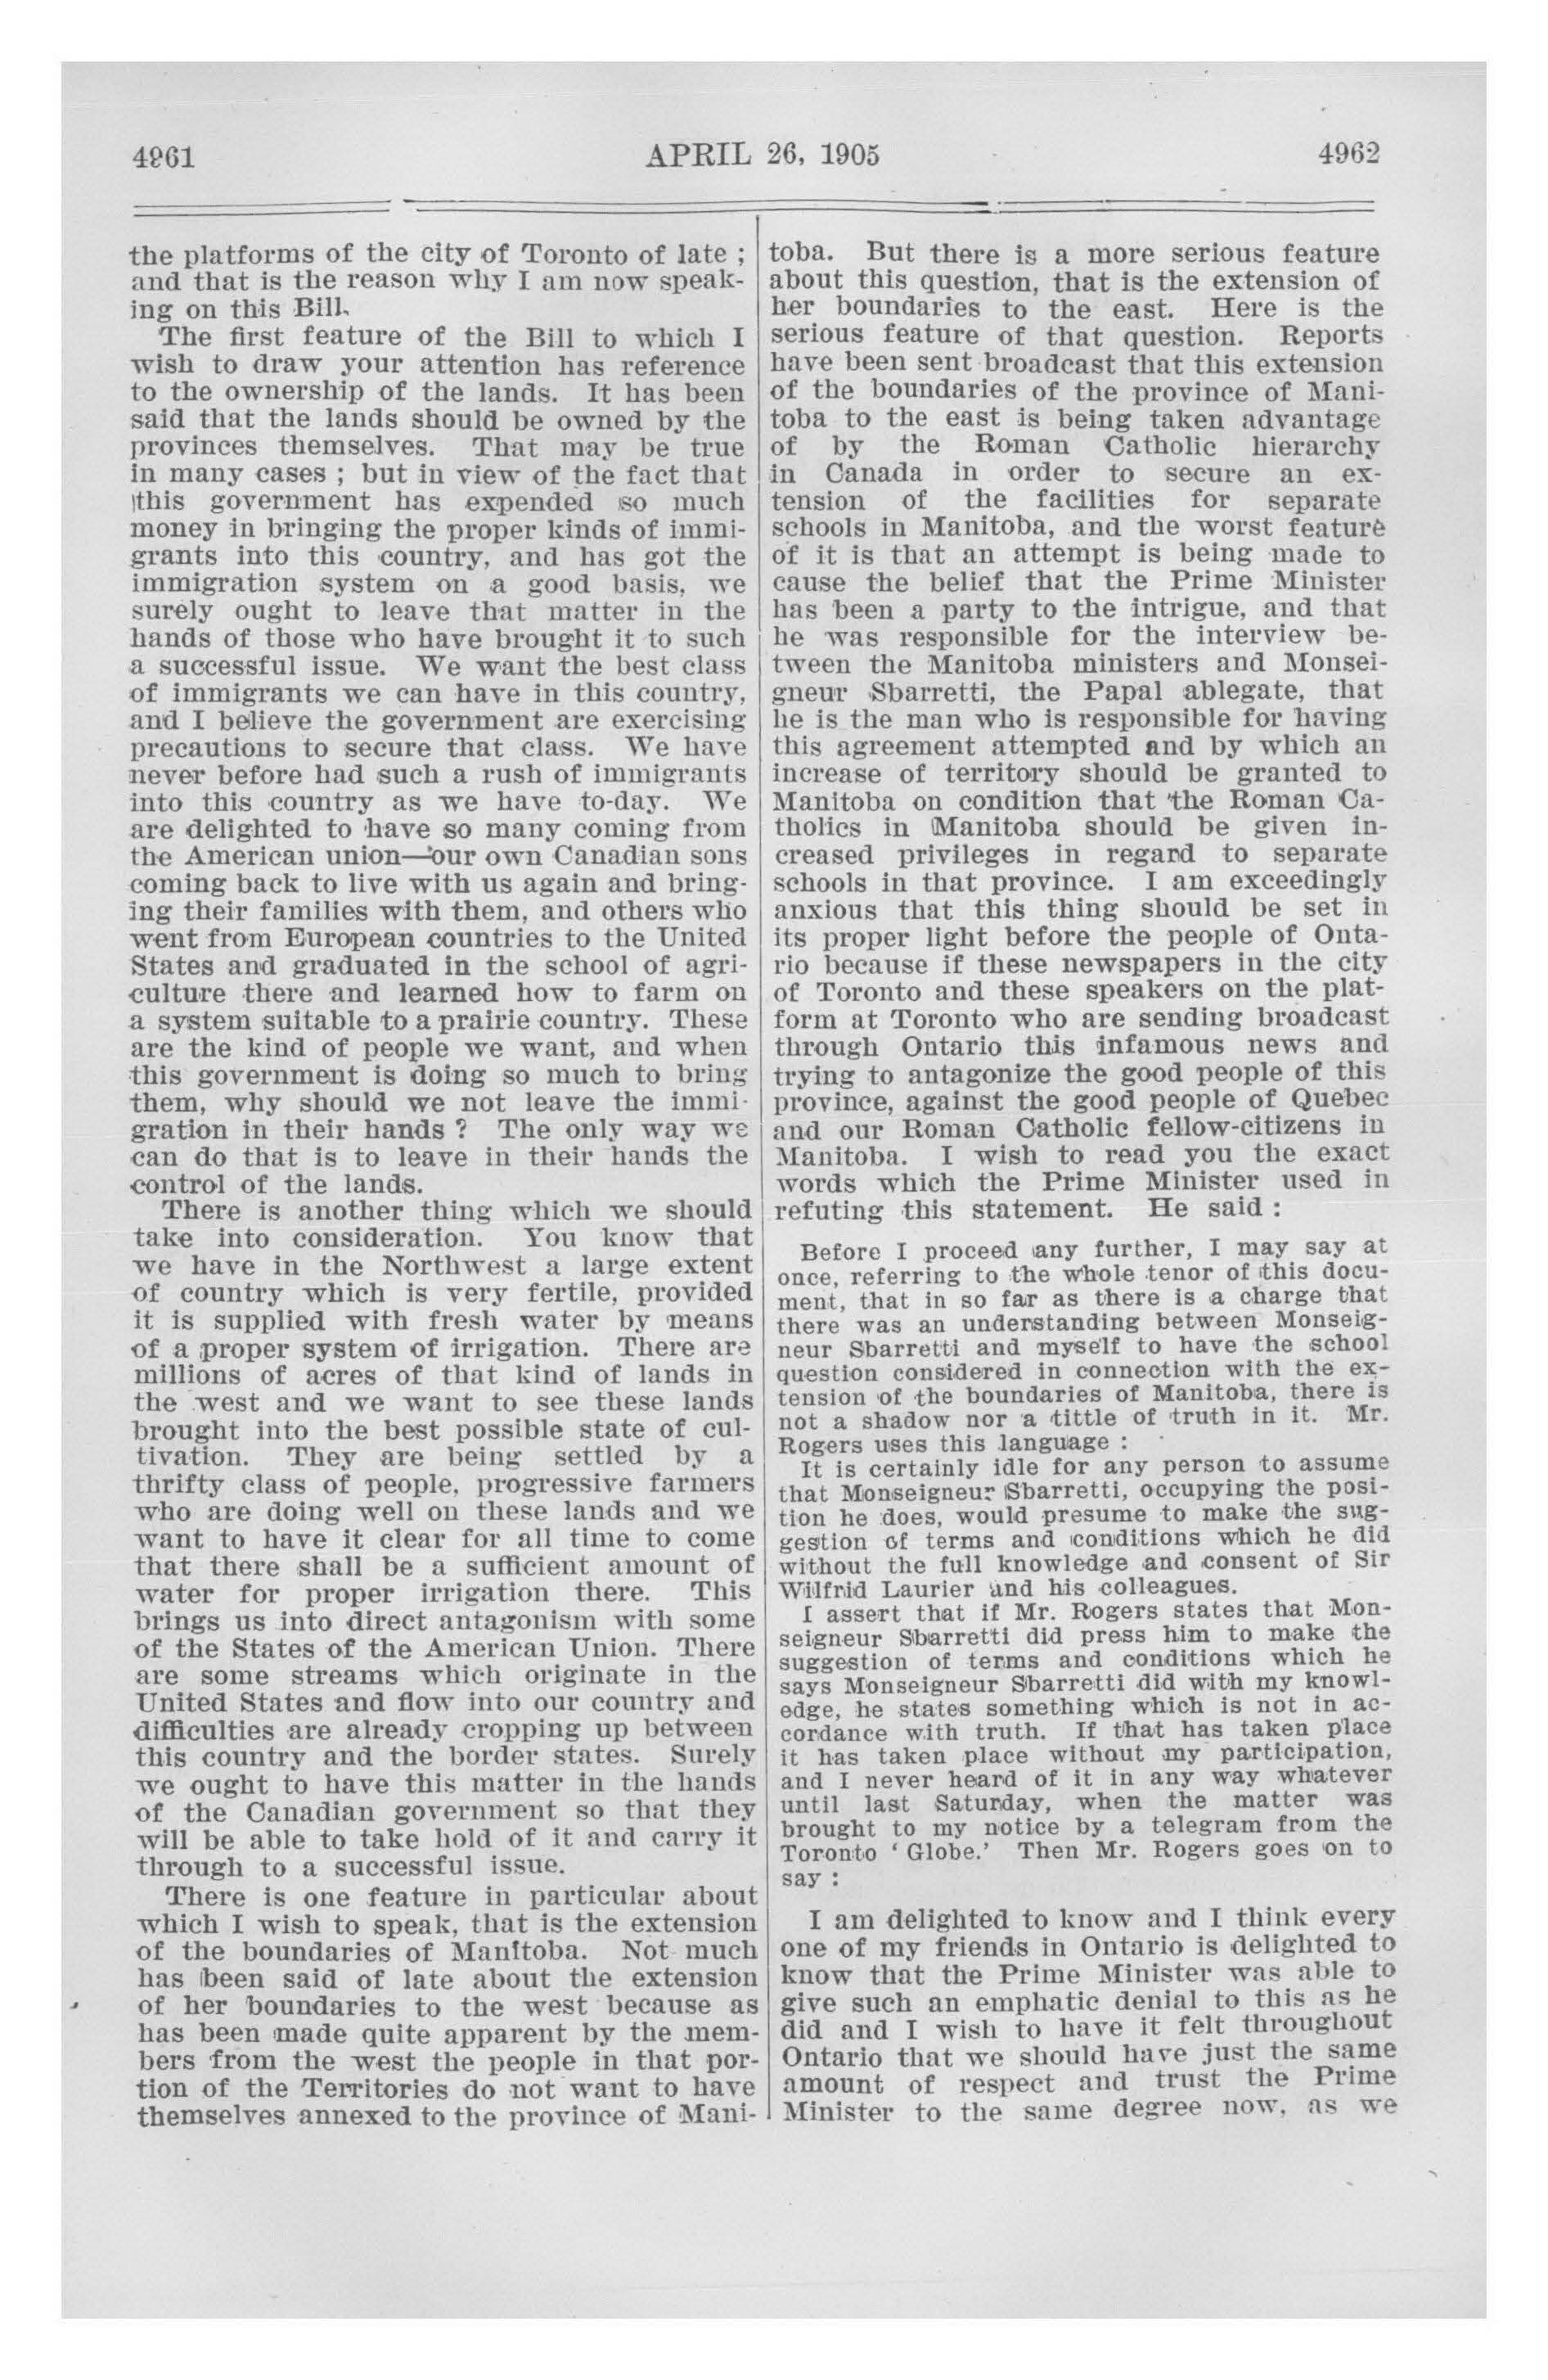 4961
APRIL 26, 1905
4962
the platforms of the city of Toronto of late ;
and that is the reason why I am now speak-
ing on this Bill.
The first feature of the Bill to which I
wish to draw your attention has reference
to the ownership of the lands. It has been
said that the lands should be owned by the
provinces themselves. That may be true
in many cases ; but in view of the fact that
this government has expended so much
money in bringing the proper kinds of immi-
grants into this country, and has got the
immigration system on a good basis, we
surely ought to leave that matter in the
hands of those who have brought it to such
a successful issue. We want the best class
of immigrants we can have in this country,
and I believe the government are exercising
precautions to secure that class. We have
never before had such a rush of immigrants
into this country as we have to-day. We
are delighted to have so many coming from
the American union—our own Canadian sons
coming back to live with us again and bring-
ing their families with them, and others who
went from European countries to the United
States and graduated in the school of agri-
culture there and learned how to farm on
a system suitable to a prairie country. These
are the kind of people we want, and when
this government is doing so much to bring
them, why should we not leave the immi-
gration in their hands ? The only way we
can do that is to leave in their hands the
control of the lands.
There is another thing which we should
take into consideration. You know that
we have in the Northwest a large extent
of country which is very fertile, provided
it is supplied with fresh water by means
of a proper system of irrigation. There are
millions of acres of that kind of lands in
the west and we want to see these lands
brought into the best possible state of cul-
tivation. They are being settled by a
thrifty class of people, progressive farmers
who are doing well on these lands and we
want to have it clear for all time to come
that there shall be a sufficient amount of
water for proper irrigation there. This
brings us into direct antagonism with some
of the States of the American Union. There
are some streams which originate in the
United States and flow into our country and
difficulties are already cropping up between
this country and the border states. Surely
we ought to have this matter in the hands
of the Canadian government so that they
will be able to take hold of it and carry it
through to a successful issue.
There is one feature in particular about
which I wish to speak, that is the extension
of the boundaries of Manitoba. Not much
has been said of late about the extension
of her boundaries to the west because as
has been made quite apparent by the mem-
bers from the west the people in that por-
tion of the Territories do not want to have
themselves annexed to the province of Mani-
toba. But there is a more serious feature
about this question, that is the extension of
her boundaries to the east. Here is the
serious feature of that question. Reports
have been sent broadcast that this extension
of the boundaries of the province of Mani-
toba to the east is being taken advantage
of by the Roman Catholic hierarchy
in Canada in order to secure an ex-
tension of the facilities for separate
schools in Manitoba, and the worst feature
of it is that an attempt is being made to
cause the belief that the Prime Minister
has been a party to the intrigue, and that
he was responsible for the interview be-
tween the Manitoba ministers and Monsei-
gneur Sbarretti, the Papal ablegate, that
he is the man who is responsible for having
this agreement attempted and by which an
increase of territory should be granted to
Manitoba on condition that the Roman Ca-
tholics in Manitoba should be given in-
creased privileges in regard to separate
schools in that province. I am exceedingly
anxious that this thing should be set in
its proper light before the people of Onta-
rio because if these newspapers in the city
of Toronto and these speakers on the plat-
form at Toronto who are sending broadcast
through Ontario this infamous news and
trying to antagonize the good people of this
province, against the good people of Quebec
and our Roman Catholic fellow-citizens in
Manitoba. I wish to read you the exact
words which the Prime Minister used in
refuting this statement. He said :
Before I proceed any further, I may say at
once, referring to the whole tenor of this docu-
ment, that in so far as there is a charge that
there was an understanding between Monseig-
neur Sbarretti and myself to have the school
question considered in connection with the ex-
tension of the boundaries of Manitoba, there is
not a shadow nor a tittle of truth in it. Mr.
Rogers uses this language :
It is certainly idle for any person to assume
that Monseigneur Sbarretti, occupying the posi-
tion he does, would presume to make the sug-
gestion of terms and conditions which he did
without the full knowledge and consent of Sir
Wilfrid Laurier and his colleagues.
I assert that if Mr. Rogers states that Mon-
seigneur Sbarretti did press him to make the
suggestion of terms and conditions which he
says Monseigneur Sbarretti did with my knowl-
edge, he states something which is not in ac-
cordance with truth. If that has taken place
it has taken place without my participation,
and I never heard of it in any way whatever
until last Saturday, when the matter was
brought to my notice by a telegram from the
Toronto ‘ Globe.’ Then Mr. Rogers goes on to
say :
I am delighted to know and I think every
one of my friends in Ontario is delighted to
know that the Prime Minister was able to
give such an emphatic denial to this as he
did and I wish to have it felt throughout
Ontario that we should have just the same
amount of respect and trust the Prime
Minister to the same degree now, as we